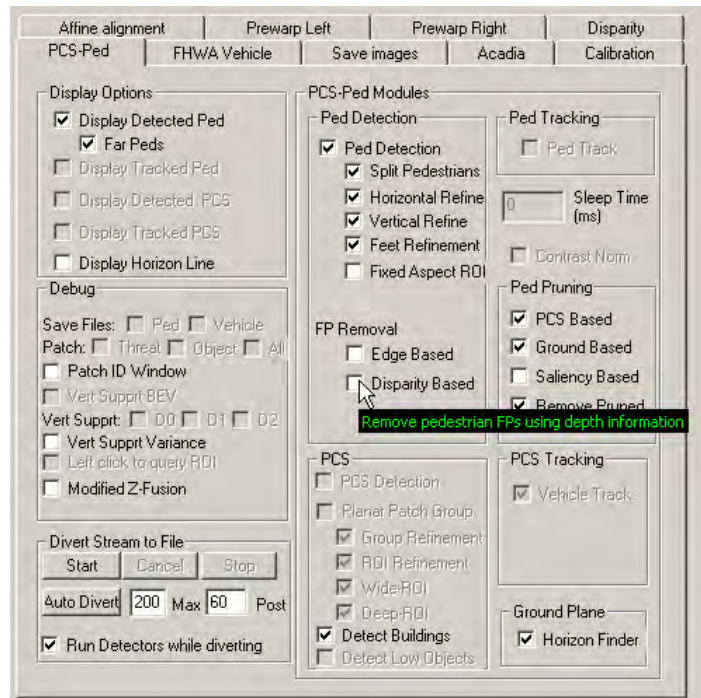 Affine alignment
Prewarp Left
Prewarp Right
Disparity
PCS-Ped
FHWA Vehicle
Save images
Acadia
Calibration
Display Options
Display Detected Ped
Far Peds
Display Tracked Ped
Display Detected PCS
Display Tracked PCS
Display Horizon Line
Debug
Save Files: Ped Vehicle
Patch: Threat Object All
Patch ID Window
Vert Supprt BEV
Vert Supprt: D0 D1 D2
Vert Supprt Variance
Left click to query ROI
Modified Z-Fusion
Divert Stream to File
Start Cancel Stop
Auto Divert 200 Max 60 Post
Run Detectors while diverting
PCS-Ped Modules
Ped Detection
Ped Detection
Split Pedestrians
Horizontal Refine
Vertical Refine
Feet Refinement
Fixed Aspect ROI
FP Removal
Edge Based
Disparity Based
Remove pedestrian FPs using depth information
PCS
PCS Detection
Planar Patch Group
Group Refinement
ROI Refinement
Wide-ROI
Deep-ROI
Detect Buildings
Detect Low Objects
Ped Tracking
Ped Track
0 Sleep Time
(ms)
Contrast Norm
Ped Pruning
PCS Based
Ground Based
Saliency Based
Remove Pruned
PCS Tracking
Vehicle Track
Ground Plane
Horizon Finder